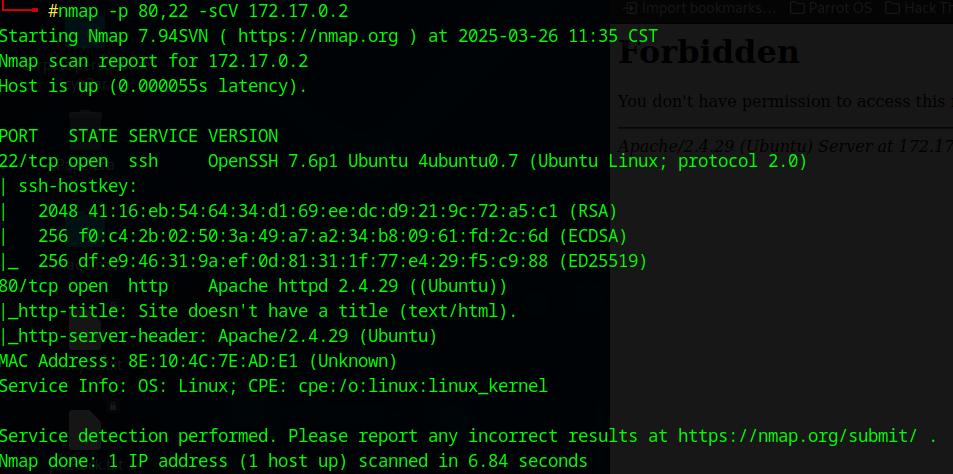 #nmap -p 80,22 -sCV 172.17.0.2
Starting Nmap 7.94SVN ( https://nmap.org ) at 2025-03-26 11:35 CST
Nmap scan report for 172.17.0.2
Host is up (0.000055s latency).
PORT   STATE SERVICE VERSION
22/tcp open  ssh     OpenSSH 7.6p1 Ubuntu 4ubuntu0.7 (Ubuntu Linux; protocol 2.0)
| ssh-hostkey:
|   2048 41:16:eb:54:64:34:d1:69:ee:dc:d9:21:9c:72:a5:c1 (RSA)
|   256 f0:c4:2b:02:50:3a:49:a7:a2:34:b8:09:61:fd:2c:6d (ECDSA)
|_  256 df:e9:46:31:9a:ef:0d:81:31:1f:77:e4:29:f5:c9:88 (ED25519)
80/tcp open  http    Apache httpd 2.4.29 ((Ubuntu))
|_http-title: Site doesn't have a title (text/html).
|_http-server-header: Apache/2.4.29 (Ubuntu)
MAC Address: 8E:10:4C:7E:AD:E1 (Unknown)
Service Info: OS: Linux; CPE: cpe:/o:linux:linux_kernel
Service detection performed. Please report any incorrect results at https://nmap.org/submit/ .
Nmap done: 1 IP address (1 host up) scanned in 6.84 seconds
Import bookmarks... Parrot OS Hack Th
Forbidden
You don't have permission to access this
Apache/2.4.29 (Ubuntu) Server at 172.17